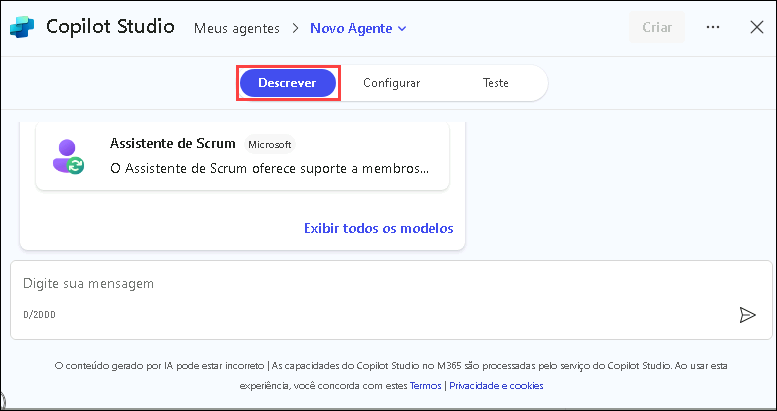 Copilot Studio Meus agentes > Novo Agente Criar ...
Descrever Configurar Teste
Assistente de Scrum Microsoft
O Assistente de Scrum oferece suporte a membros...
Exibir todos os modelos
Digite sua mensagem
0/2000
O conteúdo gerado por IA pode estar incorreto | As capacidades do Copilot Studio no M365 são processadas pelo serviço do Copilot Studio. Ao usar esta
experiência, você concorda com estes Termos | Privacidade e cookies